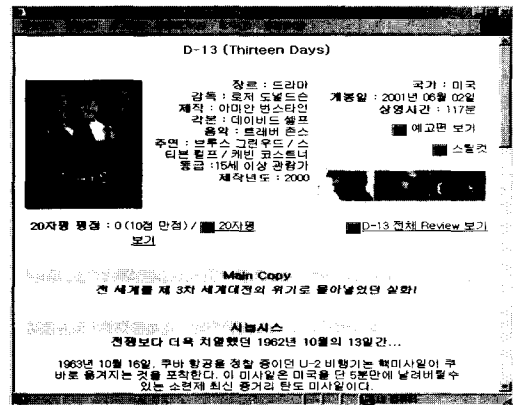 D-13 (Thirteen Days)
장르 : 드라마
감독 : 로저 도널드슨
제작 : 아미안 번스타인
각본 : 데이비드 셀프
음악 : 트래버 존스
주연 : 브루스 그린우드 / 스
티븐 컬프 / 케빈 코스트너
등급 :15세 이상 관람가
제작년도 : 2000
국가 : 미국
개봉일 : 2001년 06월 02일
상영시간 : 117분
예고편 보기
스틸컷
20자평 평점 : 0 (10점 만점) / 20자평
보기
D-13 전체 Review 보기
Main Copy
전 세계를 제 3차 세계대전의 위기로 몰아넣었던 실화!
시놉시스
전쟁보다 더욱 치열했던 1962년 10월의 13일간...
1963년 10월 16일, 쿠바 항공을 정찰 중이던 U-2 비행기는 핵미사일이 쿠
바로 옮겨지는 것을 포착한다. 이 미사일은 미국을 단 5분만에 날려버릴 수
있는 소련제 최신 중거리 탄도 미사일이다.